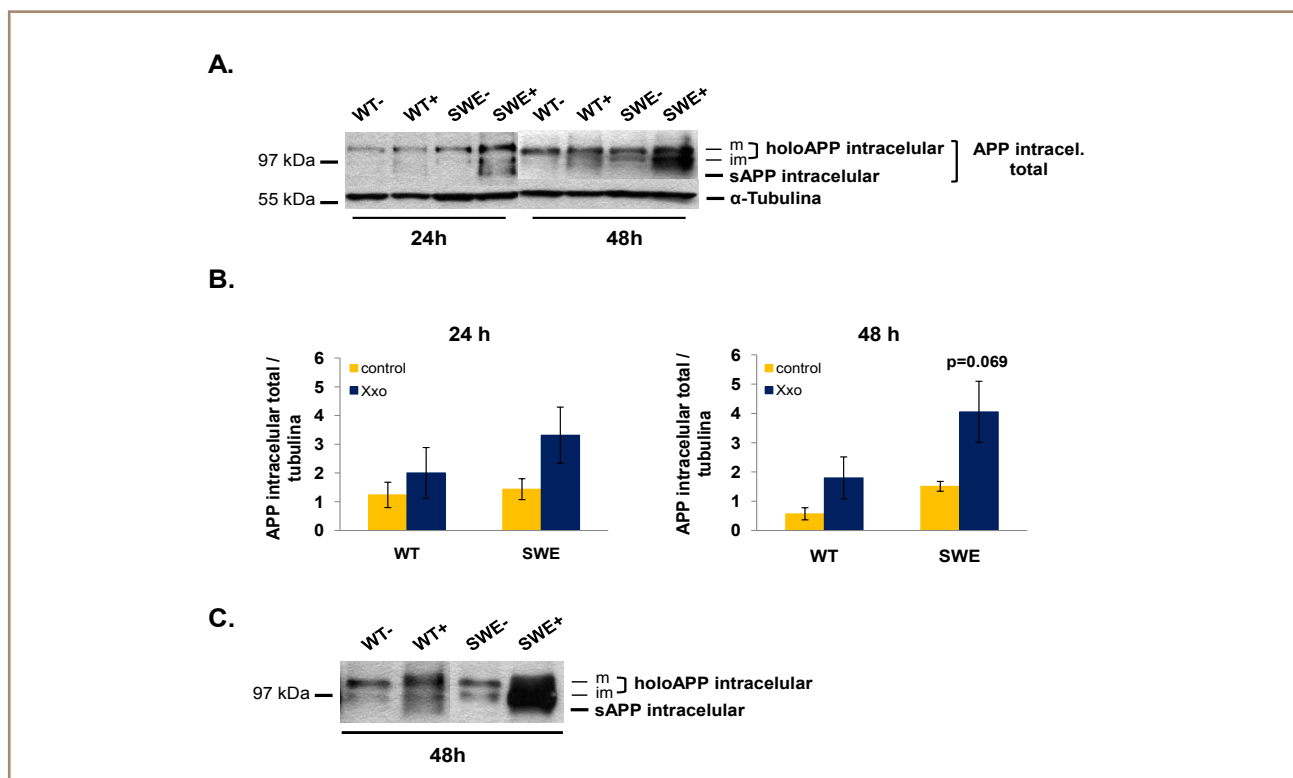 A.
WT- WT+ SWE- SWE+ WT- WT+ SWE- SWE+
m
holoAPP intracelular
APP intracel. total
97 kDa
im
sAPP intracelular
55 kDa
α-Tubulina
24h 48h
B.
24 h
APP intracelular total / tubulina
6
5
4
3
2
1
0
control
Xxo
WT SWE
48 h
APP intracelular total / tubulina
6
5
4
3
2
1
0
control
Xxo
p=0.069
WT SWE
C.
WT- WT+ SWE- SWE+
m
holoAPP intracelular
97 kDa
im
sAPP intracelular
48h